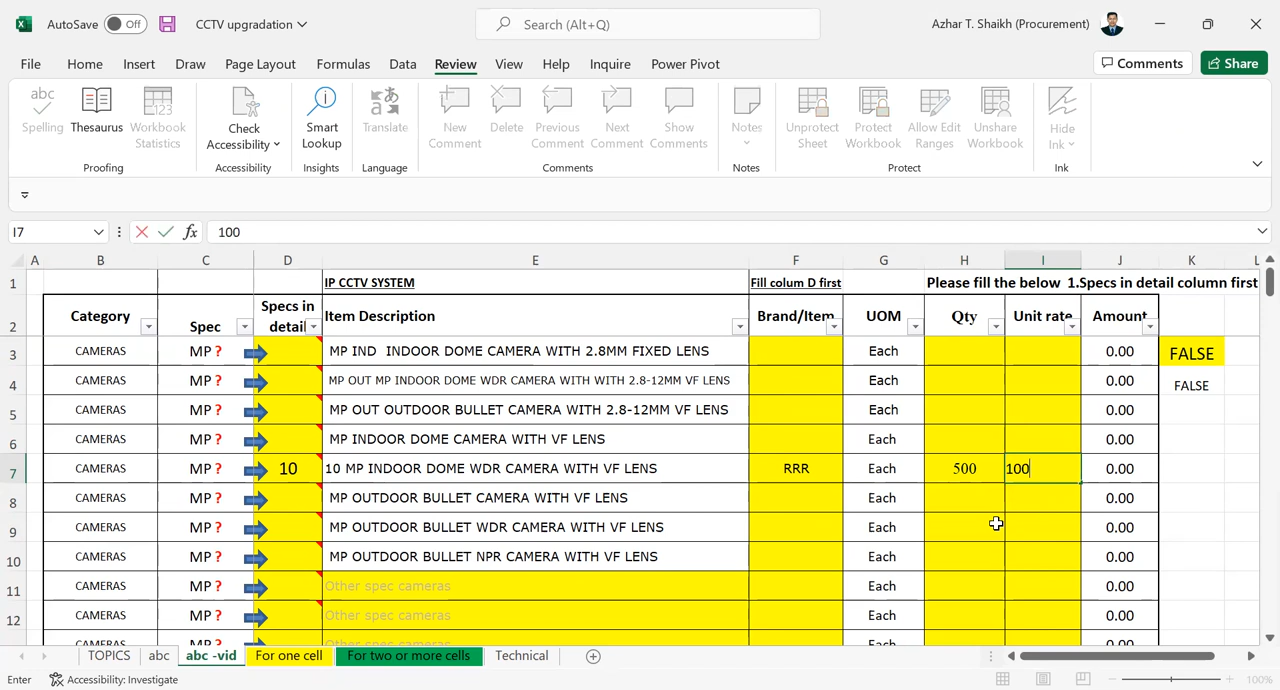 AutoSave Off CCTV upgradation Search (Alt+Q) Azhar T. Shaikh (Procurement)
File Home Insert Draw Page Layout Formulas Data Review View Help Inquire Power Pivot Comments Share
abc 123
Spelling Thesaurus Workbook Statistics Check Accessibility Smart Lookup Translate New Comment Delete Previous Comment Next Comment Show Comments Notes Unprotect Sheet Protect Workbook Allow Edit Ranges Unshare Workbook Hide Ink
Proofing Accessibility Insights Language Comments Notes Protect Ink
I7 fx 100
A B C D E F G H I J K L
1 IP CCTV SYSTEM Fill colum D first Please fill the below 1.Specs in detail column first
2 Category Spec Specs in detail Item Description Brand/Item UOM Qty Unit rate Amount
3 CAMERAS MP ? MP IND INDOOR DOME CAMERA WITH 2.8MM FIXED LENS Each 0.00 FALSE
4 CAMERAS MP ? MP OUT MP INDOOR DOME WDR CAMERA WITH WITH 2.8-12MM VF LENS Each 0.00 FALSE
5 CAMERAS MP ? MP OUT OUTDOOR BULLET CAMERA WITH 2.8-12MM VF LENS Each 0.00
6 CAMERAS MP ? MP INDOOR DOME CAMERA WITH VF LENS Each 0.00
7 CAMERAS MP ? 10 10 MP INDOOR DOME WDR CAMERA WITH VF LENS RRR Each 500 100 0.00
8 CAMERAS MP ? MP OUTDOOR BULLET CAMERA WITH VF LENS Each 0.00
9 CAMERAS MP ? MP OUTDOOR BULLET WDR CAMERA WITH VF LENS Each 0.00
10 CAMERAS MP ? MP OUTDOOR BULLET NPR CAMERA WITH VF LENS Each 0.00
11 CAMERAS MP ? Other spec cameras Each 0.00
12 CAMERAS MP ? Other spec cameras Each 0.00
CAMERAS MP ? Other spec cameras Each 0.00
TOPICS abc abc -vid For one cell For two or more cells Technical
Enter Accessibility: Investigate 100%